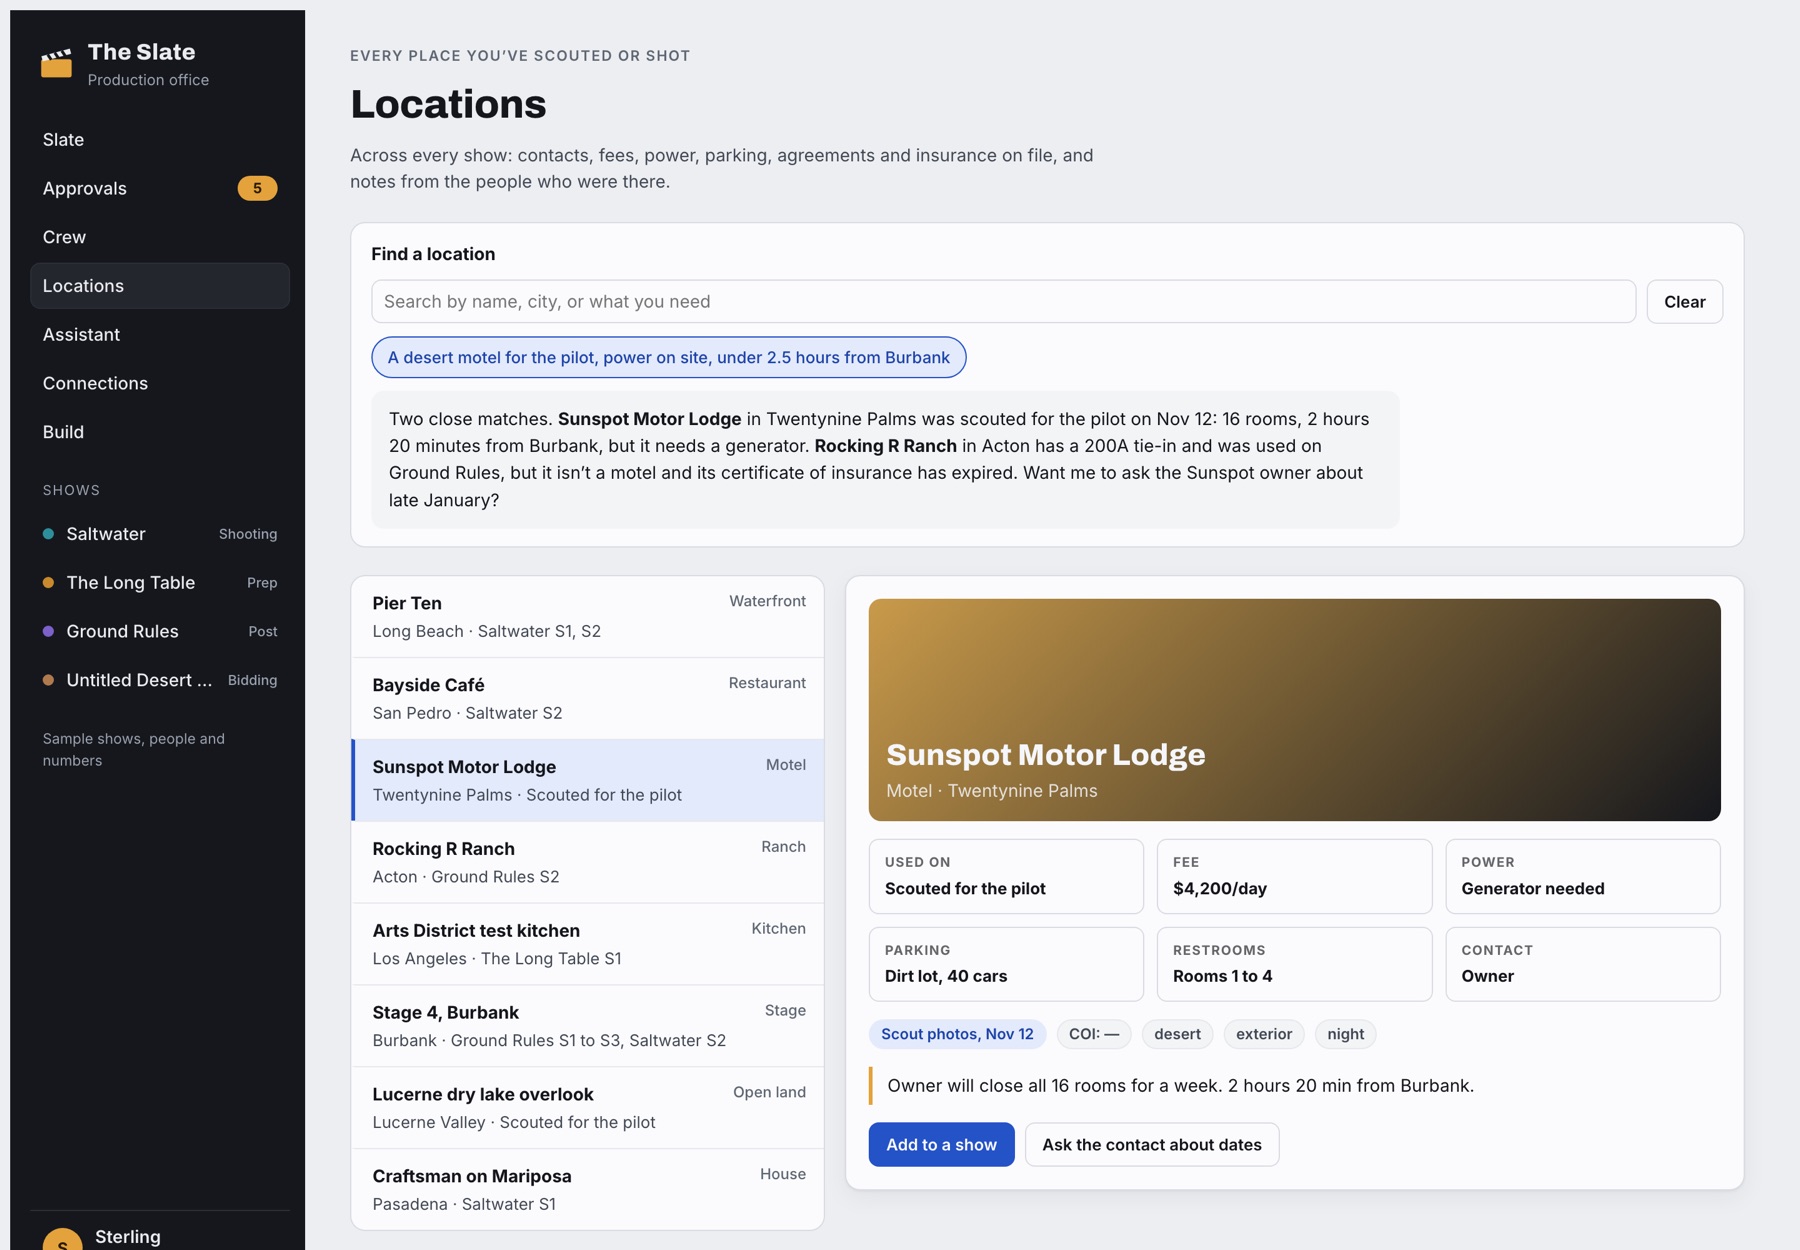 The Slate
Production office
Slate
Approvals 5
Crew
Locations
Assistant
Connections
Build
SHOWS
Saltwater Shooting
The Long Table Prep
Ground Rules Post
Untitled Desert ... Bidding
Sample shows, people and
numbers
S Sterling
EVERY PLACE YOU’VE SCOUTED OR SHOT
Locations
Across every show: contacts, fees, power, parking, agreements and insurance on file, and
notes from the people who were there.
Find a location
Search by name, city, or what you need
Clear
A desert motel for the pilot, power on site, under 2.5 hours from Burbank
Two close matches. Sunspot Motor Lodge in Twentynine Palms was scouted for the pilot on Nov 12: 16 rooms, 2 hours
20 minutes from Burbank, but it needs a generator. Rocking R Ranch in Acton has a 200A tie-in and was used on
Ground Rules, but it isn’t a motel and its certificate of insurance has expired. Want me to ask the Sunspot owner about
late January?
Pier Ten Waterfront
Long Beach · Saltwater S1, S2
Bayside Café Restaurant
San Pedro · Saltwater S2
Sunspot Motor Lodge Motel
Twentynine Palms · Scouted for the pilot
Rocking R Ranch Ranch
Acton · Ground Rules S2
Arts District test kitchen Kitchen
Los Angeles · The Long Table S1
Stage 4, Burbank Stage
Burbank · Ground Rules S1 to S3, Saltwater S2
Lucerne dry lake overlook Open land
Lucerne Valley · Scouted for the pilot
Craftsman on Mariposa House
Pasadena · Saltwater S1
Sunspot Motor Lodge
Motel · Twentynine Palms
USED ON
Scouted for the pilot
FEE
$4,200/day
POWER
Generator needed
PARKING
Dirt lot, 40 cars
RESTROOMS
Rooms 1 to 4
CONTACT
Owner
Scout photos, Nov 12 COI: — desert exterior night
Owner will close all 16 rooms for a week. 2 hours 20 min from Burbank.
Add to a show
Ask the contact about dates